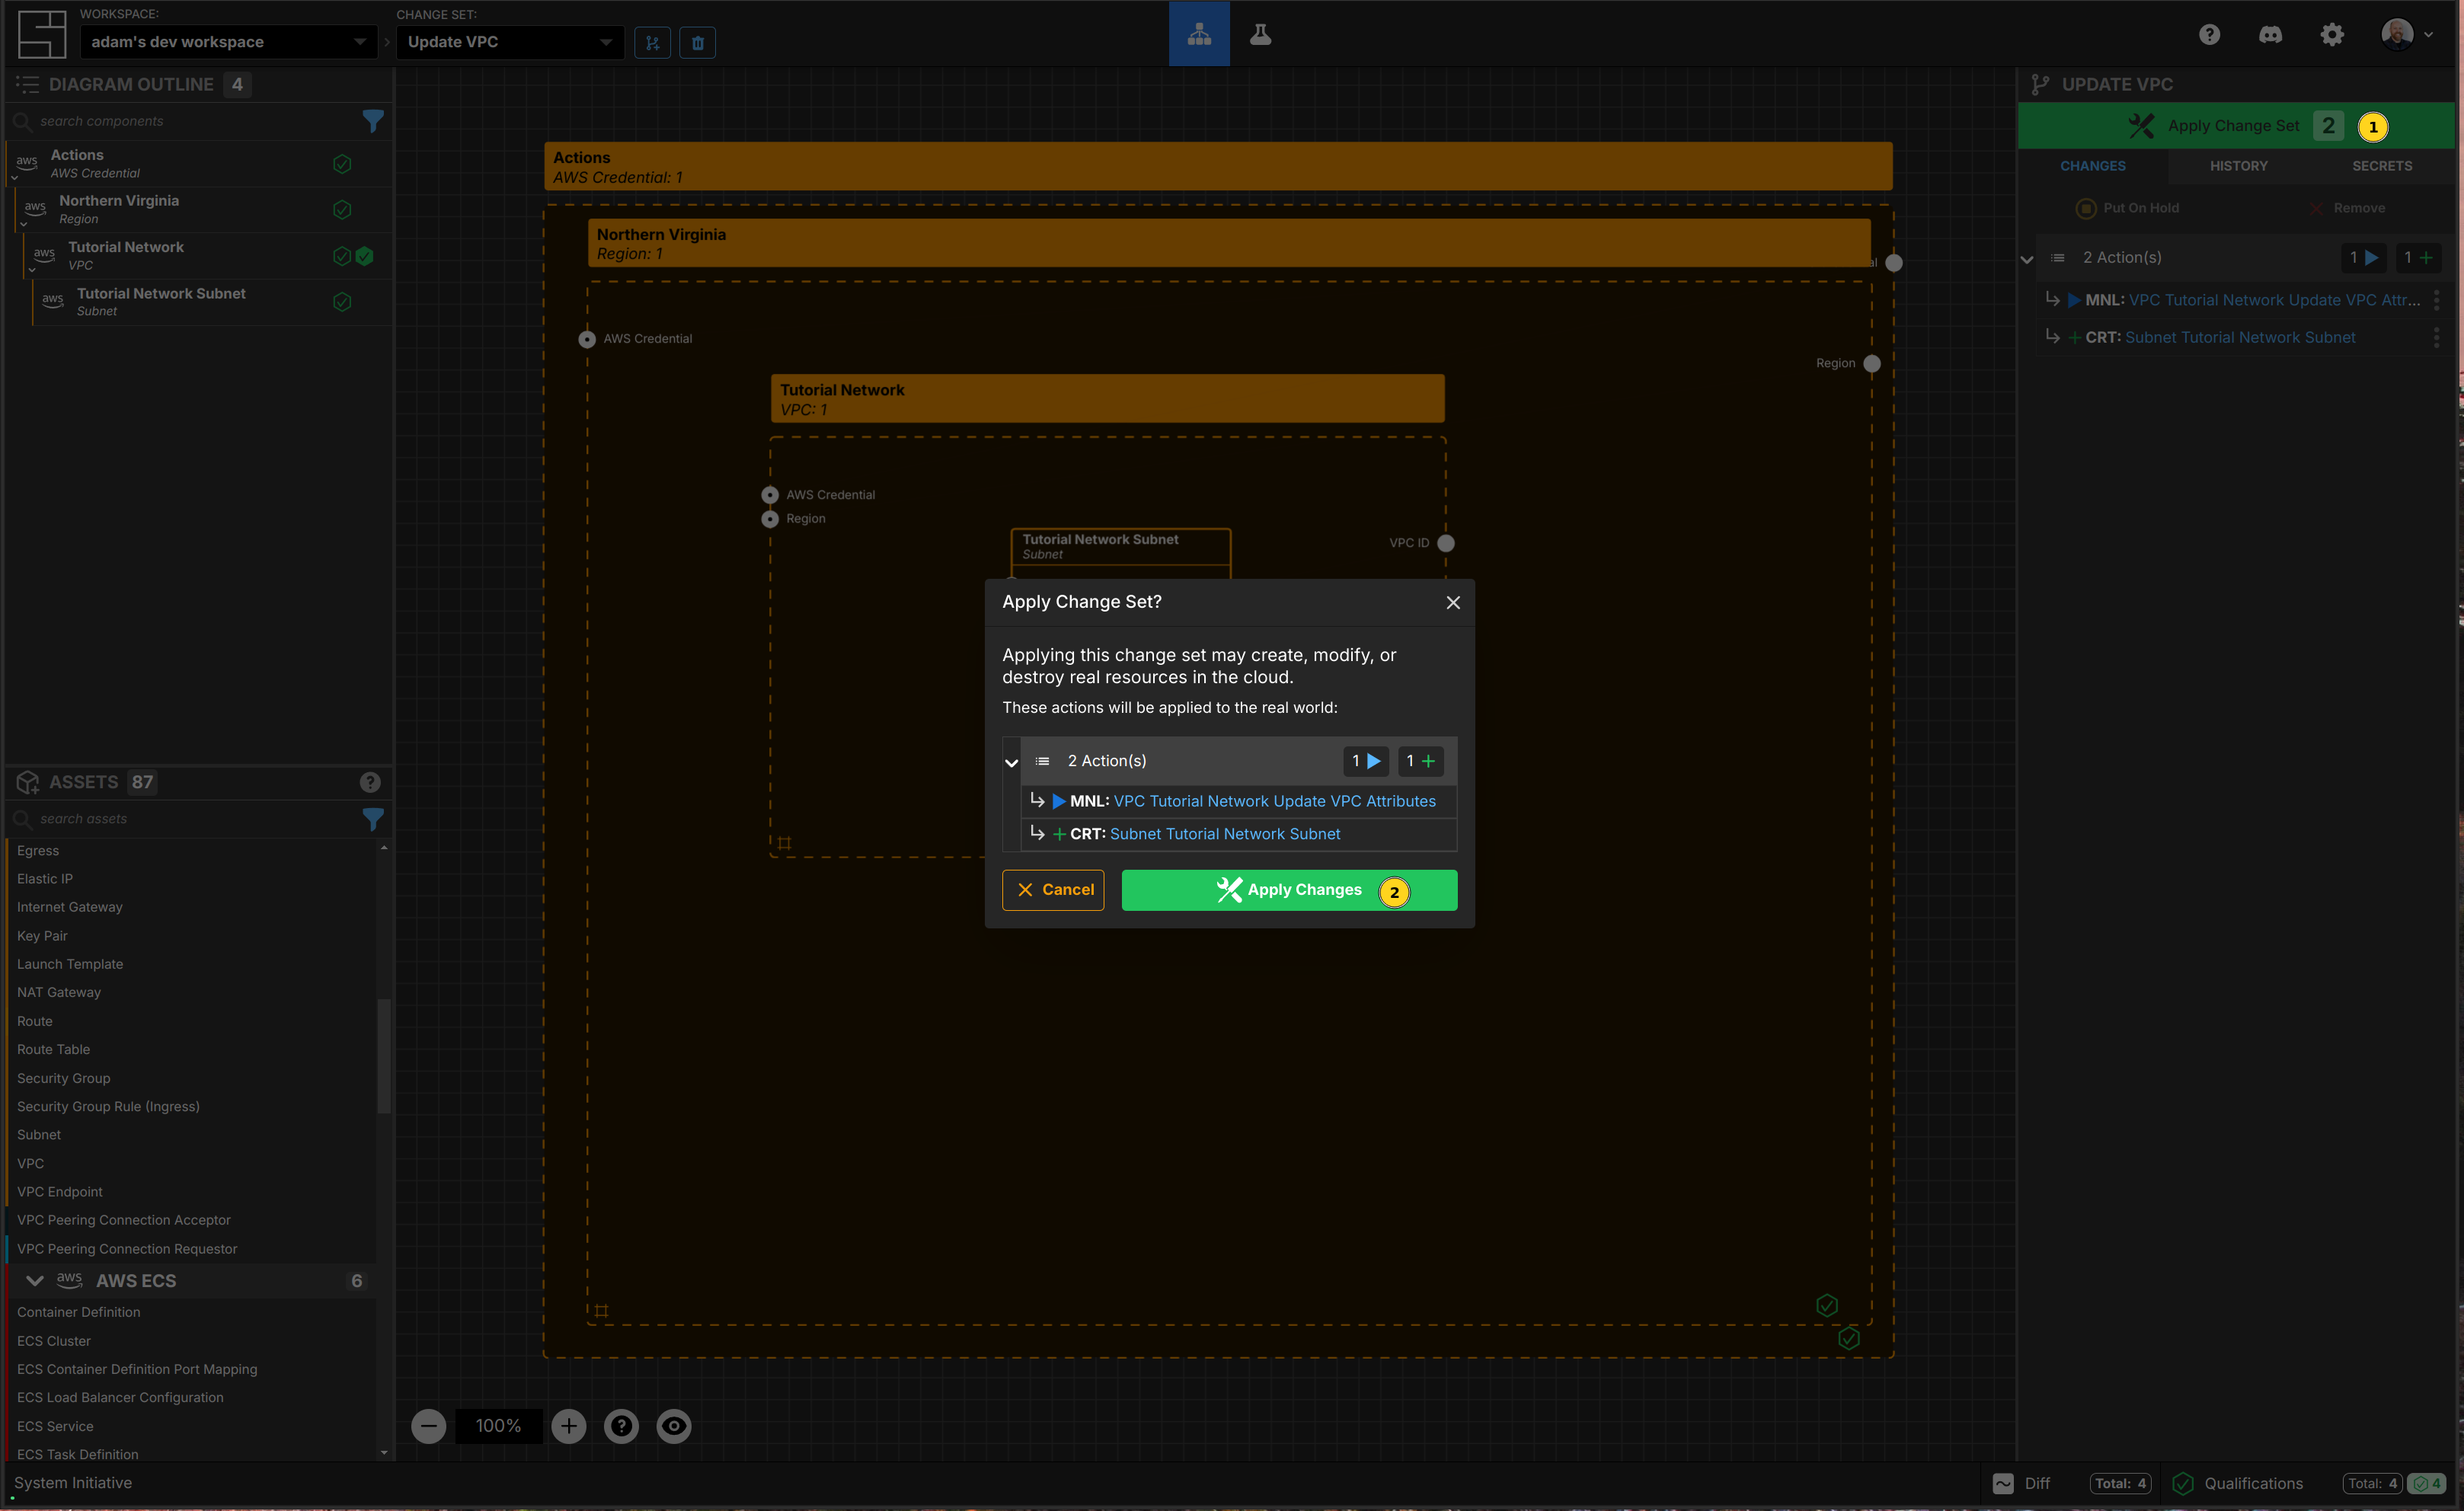 WORKSPACE:
adam's dev workspace
CHANGE SET:
Update VPC
DIAGRAM OUTLINE 4
search components
aws
Actions
AWS Credential
aws
Northern Virginia
Region
aws
Tutorial Network
VPC
aws
Tutorial Network Subnet
Subnet
ASSETS 87
search assets
Egress
Elastic IP
Internet Gateway
Key Pair
Launch Template
NAT Gateway
Route
Route Table
Security Group
Security Group Rule (Ingress)
Subnet
VPC
VPC Endpoint
VPC Peering Connection Acceptor
VPC Peering Connection Requestor
aws AWS ECS 6
Container Definition
ECS Cluster
ECS Container Definition Port Mapping
ECS Load Balancer Configuration
ECS Service
ECS Task Definition
Actions
AWS Credential: 1
Northern Virginia
Region: 1
al
AWS Credential
Region
Tutorial Network
VPC: 1
AWS Credential
Region
Tutorial Network Subnet
Subnet
VPC ID
Apply Change Set?
Applying this change set may create, modify, or
destroy real resources in the cloud.
These actions will be applied to the real world:
2 Action(s) 1 1
MNL: VPC Tutorial Network Update VPC Attributes
CRT: Subnet Tutorial Network Subnet
Cancel
Apply Changes 2
100%
UPDATE VPC
Apply Change Set 2 1
CHANGES HISTORY SECRETS
Put On Hold Remove
2 Action(s) 1 1
MNL: VPC Tutorial Network Update VPC Attr...
CRT: Subnet Tutorial Network Subnet
System Initiative
Diff Total: 4 Qualifications Total: 4 4